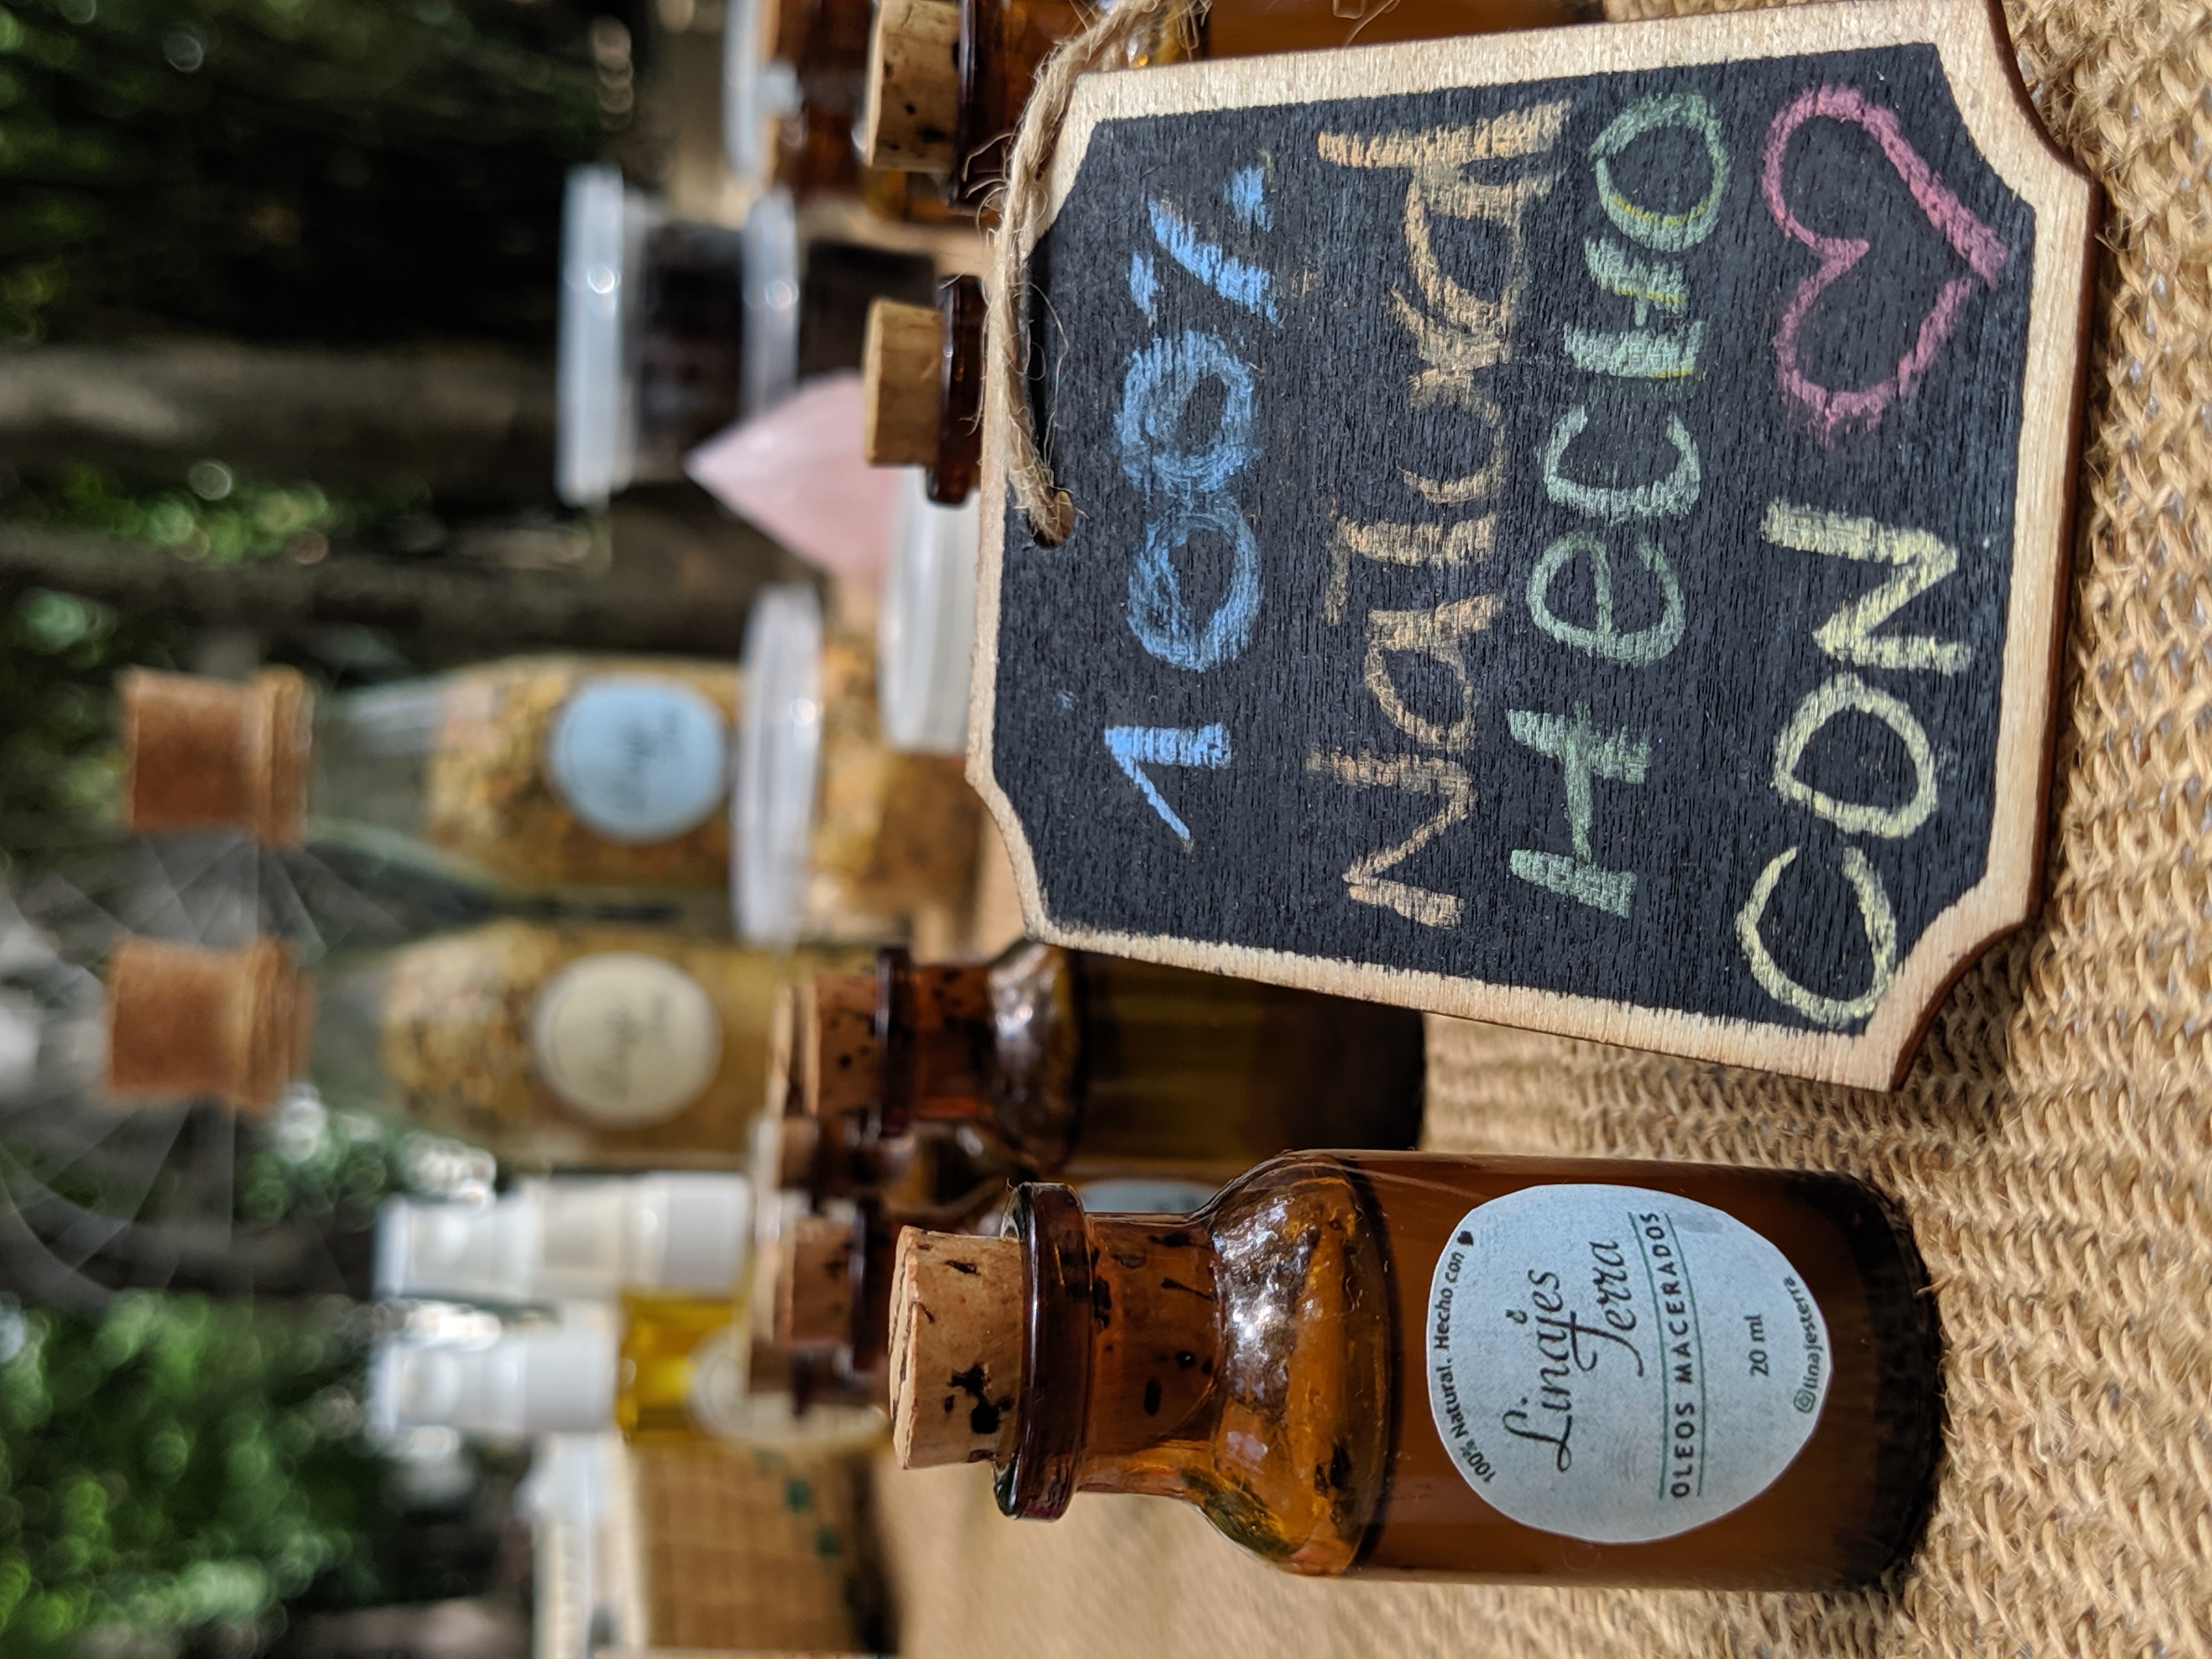 100% Natural. Hecho con ♥
Linajes
Terra
OLEOS MACERADOS
20 ml
@linajesterra
100%
Natural
Hecho
CON ♡